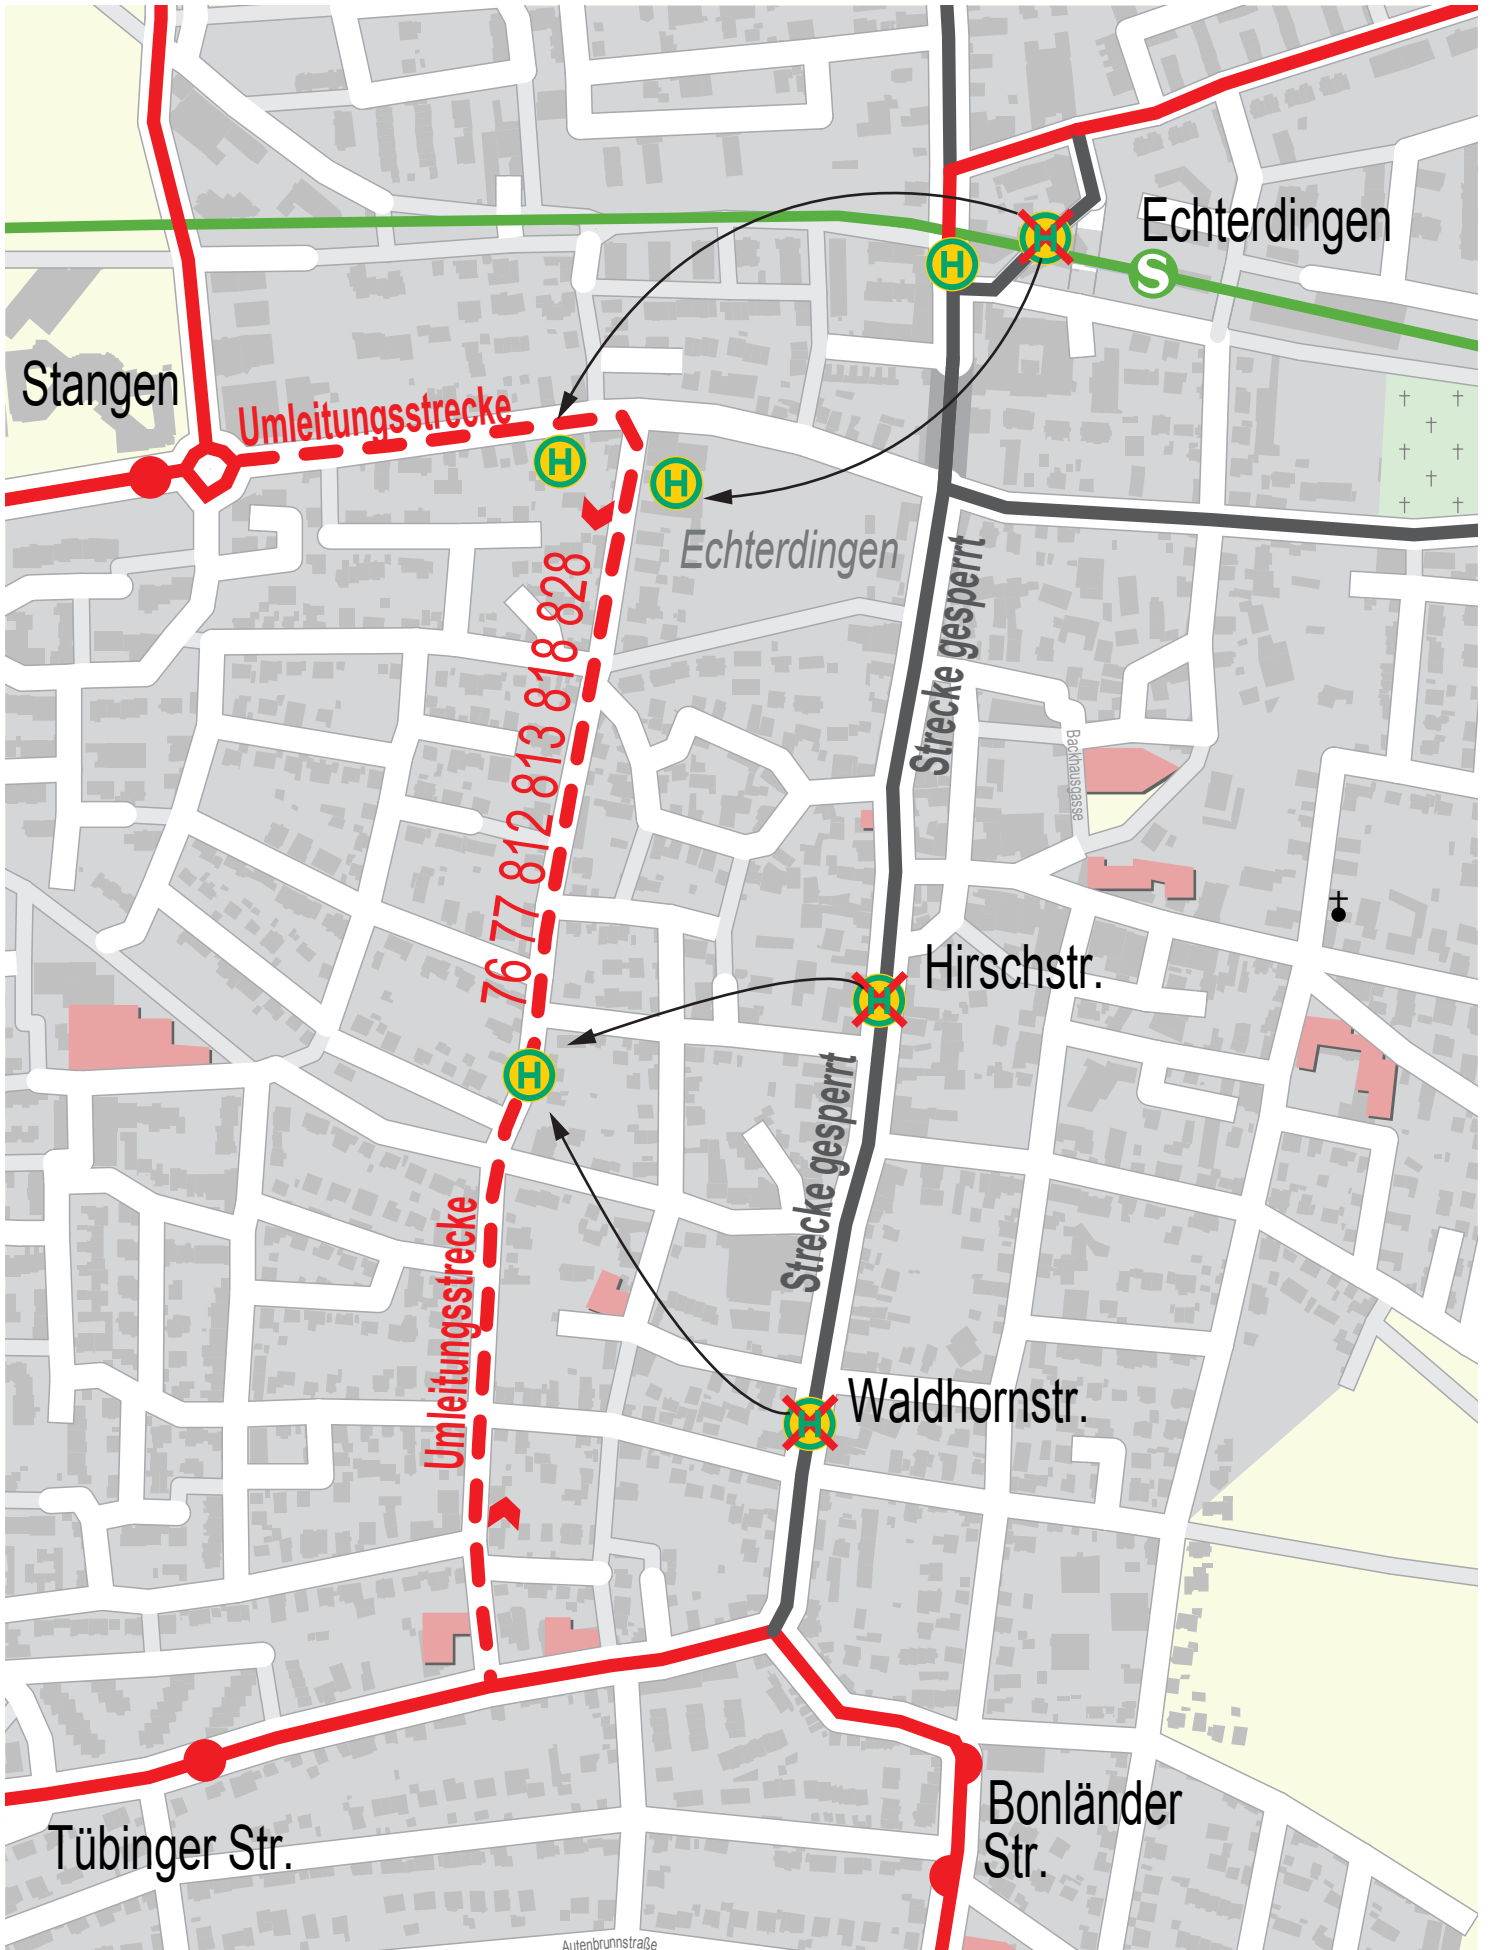 Echterdingen
H
H
S
Stangen
Umleitungsstrecke
H
H
Echterdingen
Strecke gesperrt
76 77 812 813 818 828
Backhausgasse
Hirschstr.
H
H
Strecke gesperrt
Umleitungsstrecke
Waldhornstr.
H
Bonländer
Str.
Tübinger Str.
Autenbrunnstraße